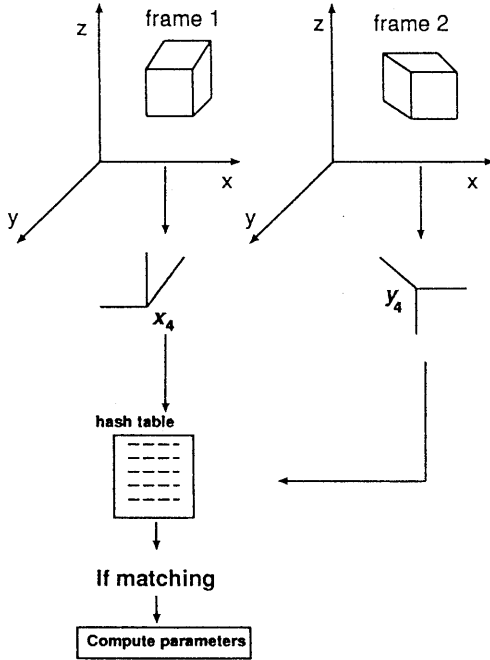 frame 1
frame 2
z
z
x
x
y
y
x4
y4
hash table
If matching
Compute parameters